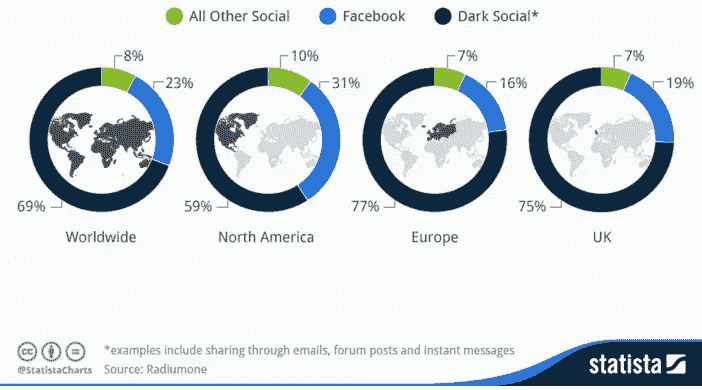 All Other Social Facebook Dark Social*
8% 23% 69%
10% 31% 59%
7% 16% 77%
7% 19% 75%
Worldwide North America Europe UK
*examples include sharing through emails, forum posts and instant messages
@StatistaCharts Source: Radiumone
cc
statista